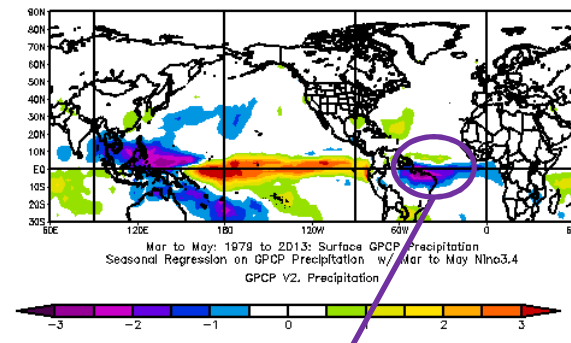 90N
80N
70N
60N
50N
40N
30N
20N
10N
EQ
10S
20S
30S
60E 120E 180 120W 60W 0 60E
Mar to May: 1979 to 2013: Surface GPCP Precipitation
Seasonal Regression on GPCP Precipitation w/ Mar to May Nino3.4
GPCP V2. Precipitation
-3 -2 -1 0 1 2 3